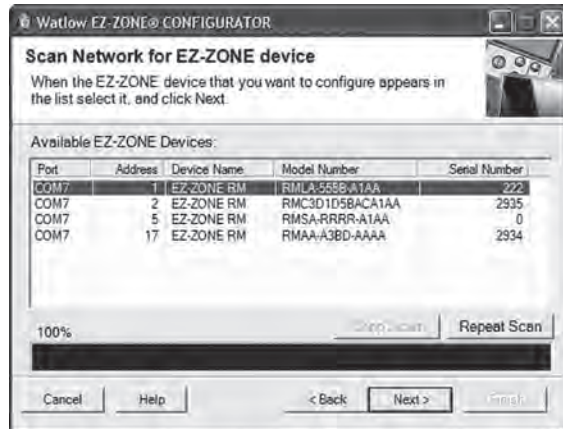 Watlow EZ-ZONE® CONFIGURATOR
Scan Network for EZ-ZONE device
When the EZ-ZONE device that you want to configure appears in
the list select it, and click Next.
Available EZ-ZONE Devices:
Port Address Device Name Model Number Serial Number
COM7 1 EZ-ZONE RM RMLA-555B-A1AA 222
COM7 2 EZ-ZONE RM RMC3D1D5BACA1AA 2935
COM7 5 EZ-ZONE RM RMSA-RRRR-A1AA 0
COM7 17 EZ-ZONE RM RMAA-A3BD-AAAA 2934
100% Stop Scan Repeat Scan
Cancel Help < Back Next > Finish